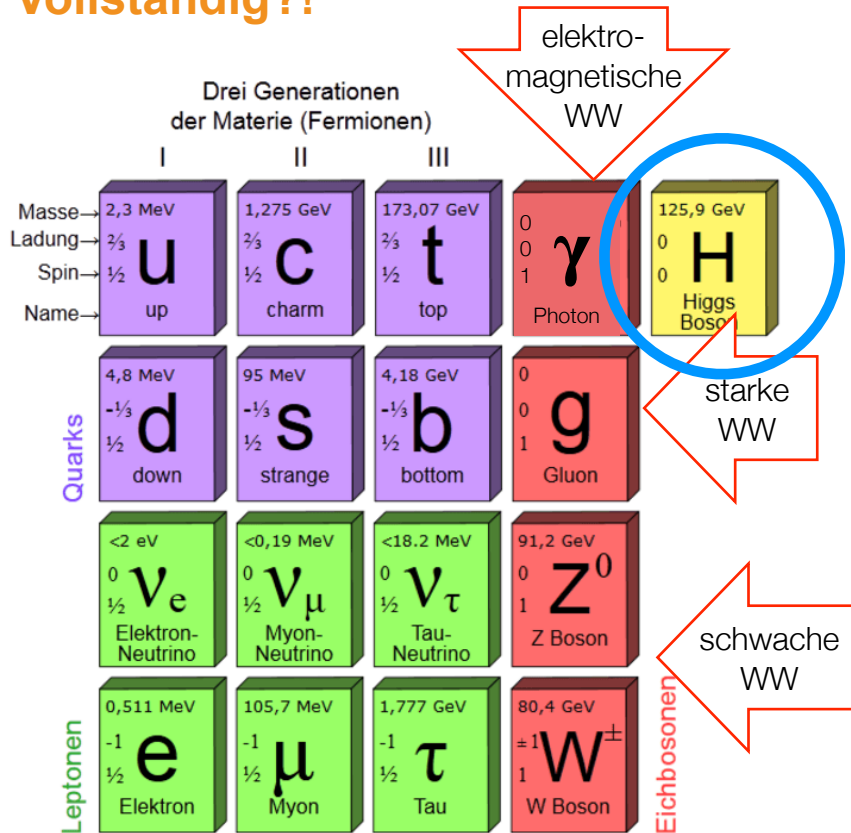 Vollständig?!
elektro-
magnetische
WW
Drei Generationen
der Materie (Fermionen)
I II III
Masse→ 2,3 MeV 1,275 GeV 173,07 GeV 0 125,9 GeV
Ladung→ ⅔ ⅔ ⅔ 0 0
Spin→ ½ ½ ½ 1 0
u c t γ H
Name→ up charm top Photon Higgs
Boson
4,8 MeV 95 MeV 4,18 GeV 0
-⅓ -⅓ -⅓ 0
½ ½ ½ 1
d s b g
down strange bottom Gluon
starke
WW
Quarks
<2 eV <0,19 MeV <18.2 MeV 91,2 GeV
0 0 0 0
½ ½ ½ 1
νe νμ ντ Z⁰
Elektron- Myon- Tau- Z Boson
Neutrino Neutrino Neutrino
schwache
WW
0,511 MeV 105,7 MeV 1,777 GeV 80,4 GeV
-1 -1 -1 ±1
½ ½ ½ 1
e μ τ W±
Elektron Myon Tau W Boson
Leptonen
Eichbosonen